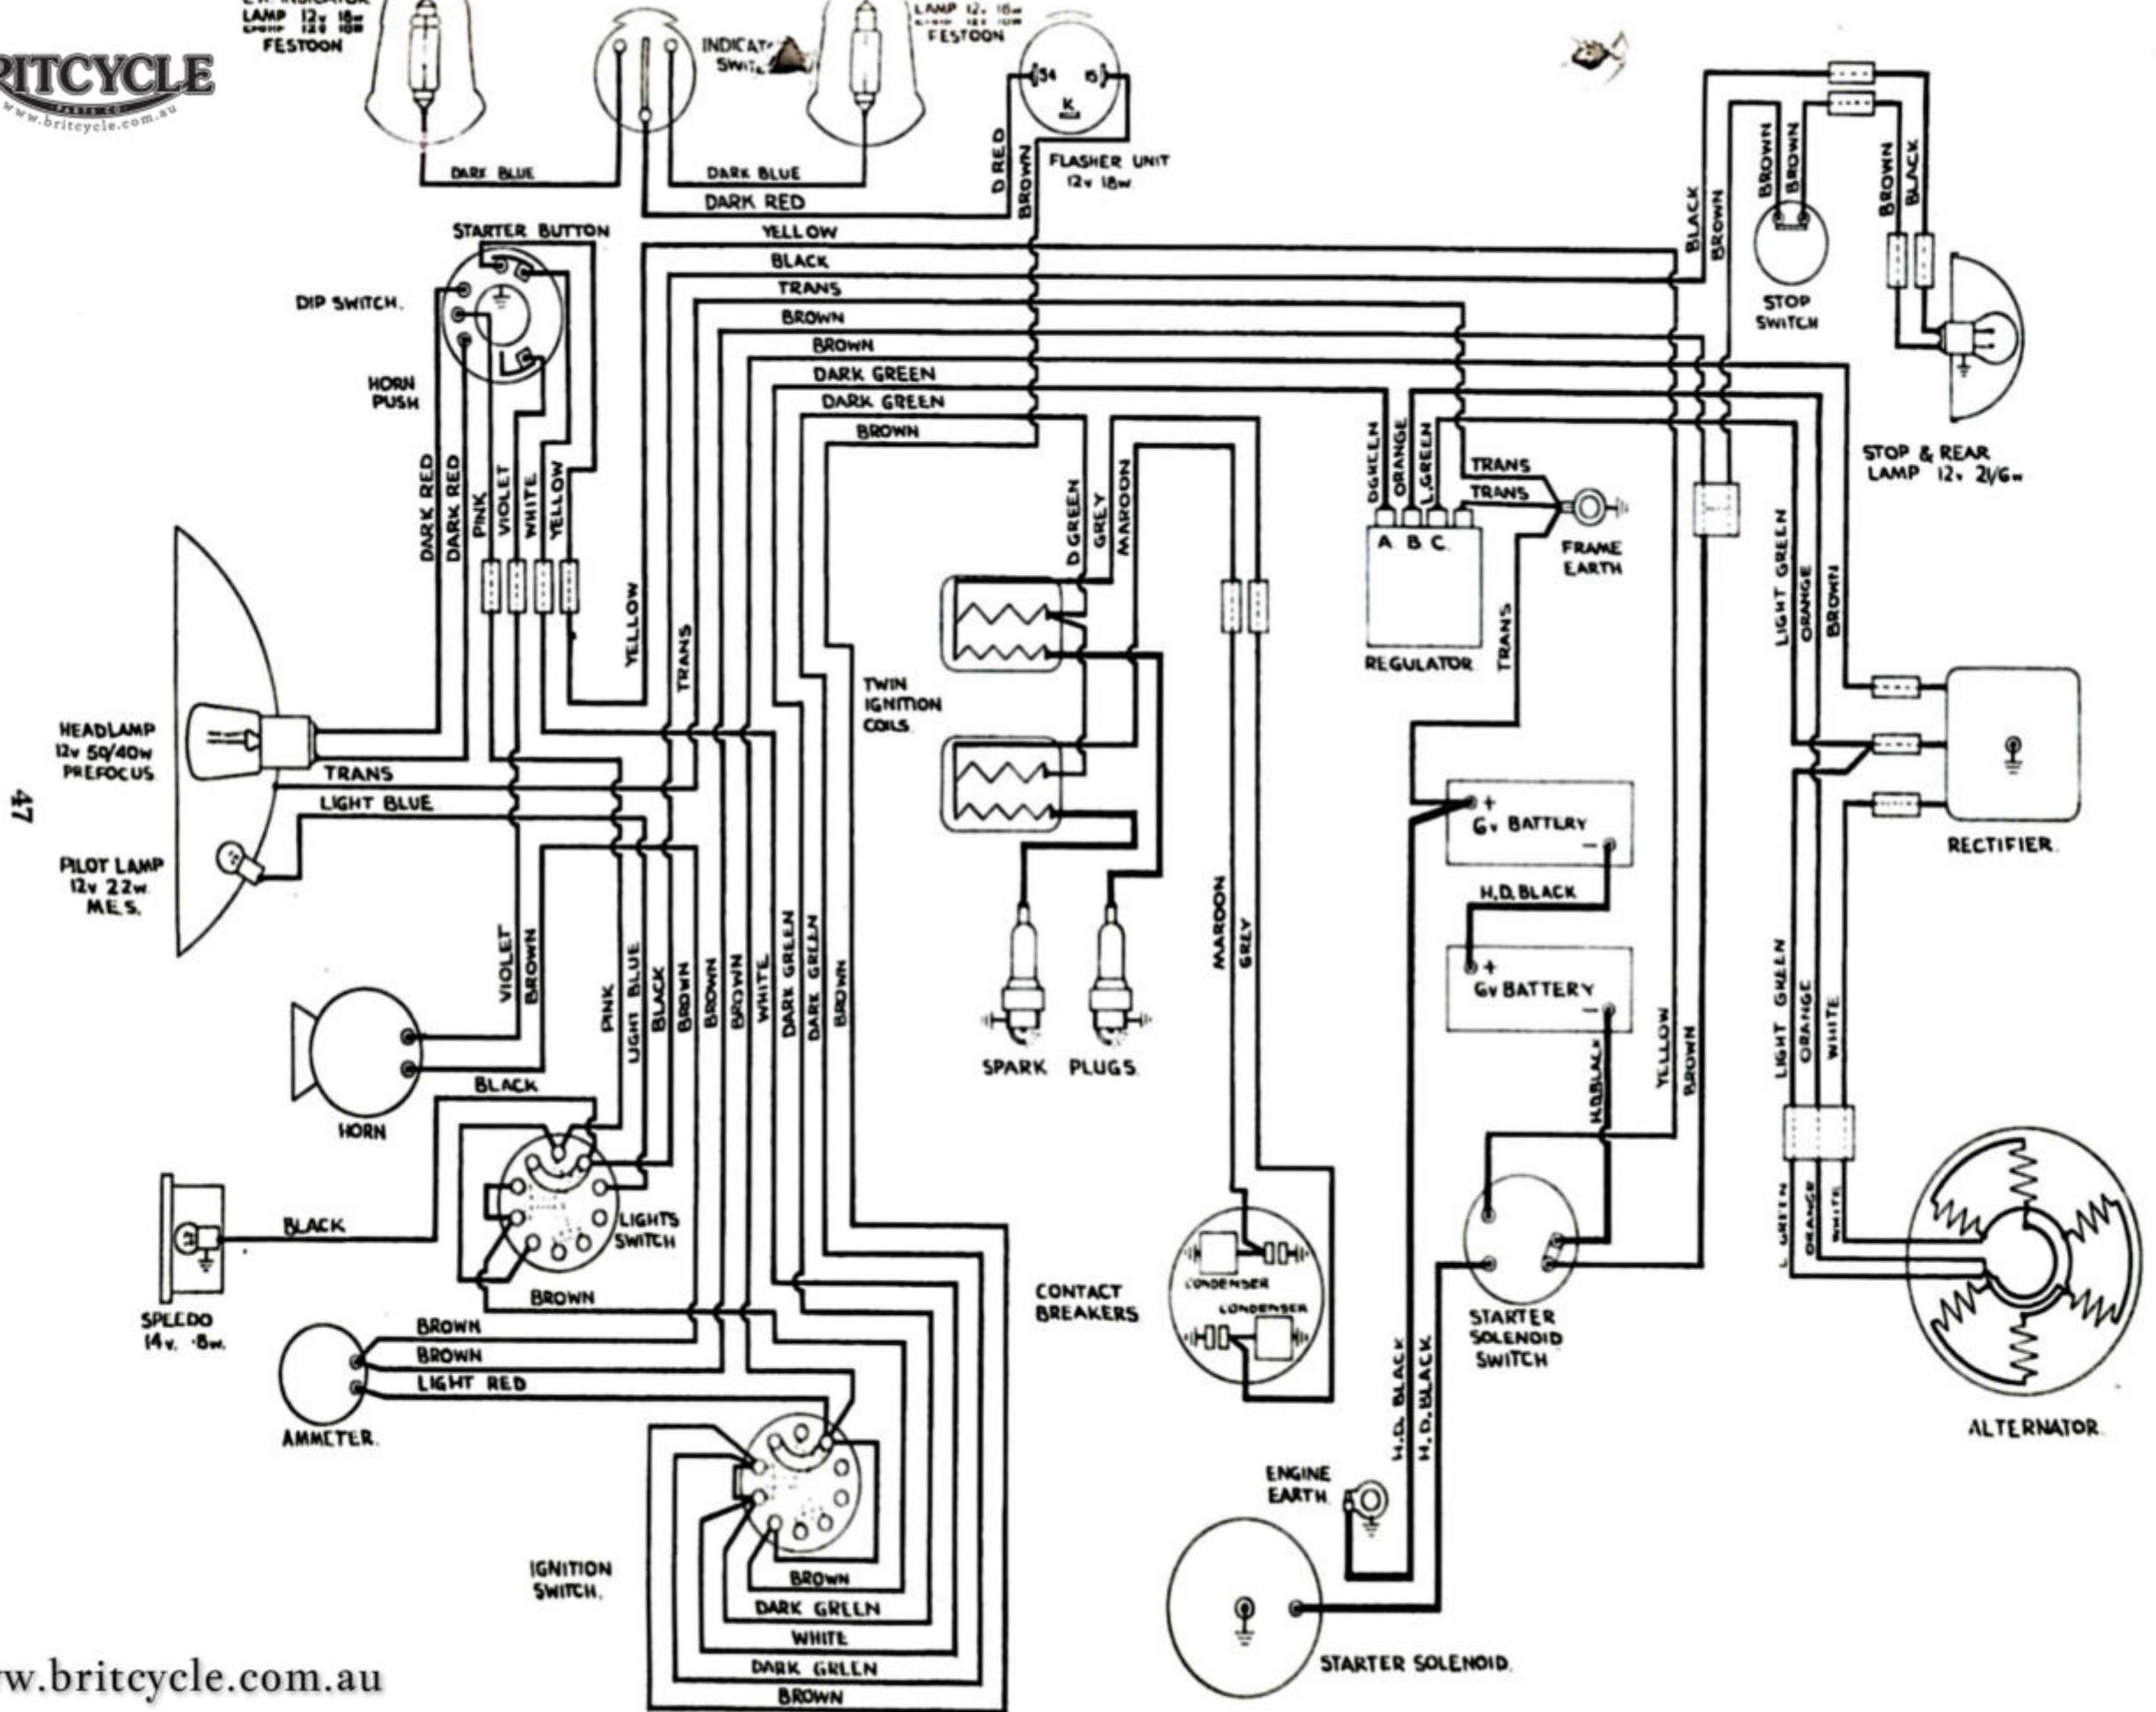 LAMP 12v 18w
FESTOON
RITCYCLE
PARTS CO
www.britcycle.com.au
INDICAT
LAMP 12v 18w
FESTOON
54
15
K
FLASHER UNIT
12v 18w
D RED
BROWN
DARK BLUE
DARK BLUE
DARK RED
STARTER BUTTON
YELLOW
BLACK
TRANS
BROWN
BROWN
DARK GREEN
DARK GREEN
BROWN
DIP SWITCH.
HORN
PUSH
DARK RED
DARK RED
PINK
VIOLET
WHITE
YELLOW
YELLOW
TRANS
BLACK
BROWN
BROWN
BROWN
BROWN
BLACK
STOP
SWITCH
STOP & REAR
LAMP 12v 21/6w
D GREEN
GREY
MAROON
DGREEN
ORANGE
L.GREEN
TRANS
TRANS
A B C.
FRAME
EARTH
REGULATOR
TRANS
LIGHT GREEN
ORANGE
BROWN
TWIN
IGNITION
COILS.
HEADLAMP
12v 50/40w
PREFOCUS
TRANS
LIGHT BLUE
47
PILOT LAMP
12v 22w
M.E.S.
+
6v BATTERY
−
RECTIFIER.
H.D. BLACK
+
6v BATTERY
−
H.D.BLACK
VIOLET
BROWN
PINK
LIGHT BLUE
BLACK
BROWN
BROWN
BROWN
WHITE
DARK GREEN
DARK GREEN
BROWN
MAROON
GREY
YELLOW
BROWN
LIGHT GREEN
ORANGE
WHITE
SPARK PLUGS
HORN
BLACK
BLACK
LIGHTS
SWITCH
SPEEDO
14v. ·8w.
BROWN
BROWN
BROWN
LIGHT RED
AMMETER.
CONTACT
BREAKERS
CONDENSER
CONDENSER
STARTER
SOLENOID
SWITCH
L GREEN
ORANGE
WHITE
ALTERNATOR.
H.D. BLACK
H.D.BLACK
ENGINE
EARTH
IGNITION
SWITCH.
BROWN
DARK GREEN
WHITE
DARK GREEN
BROWN
STARTER SOLENOID.
w.britcycle.com.au